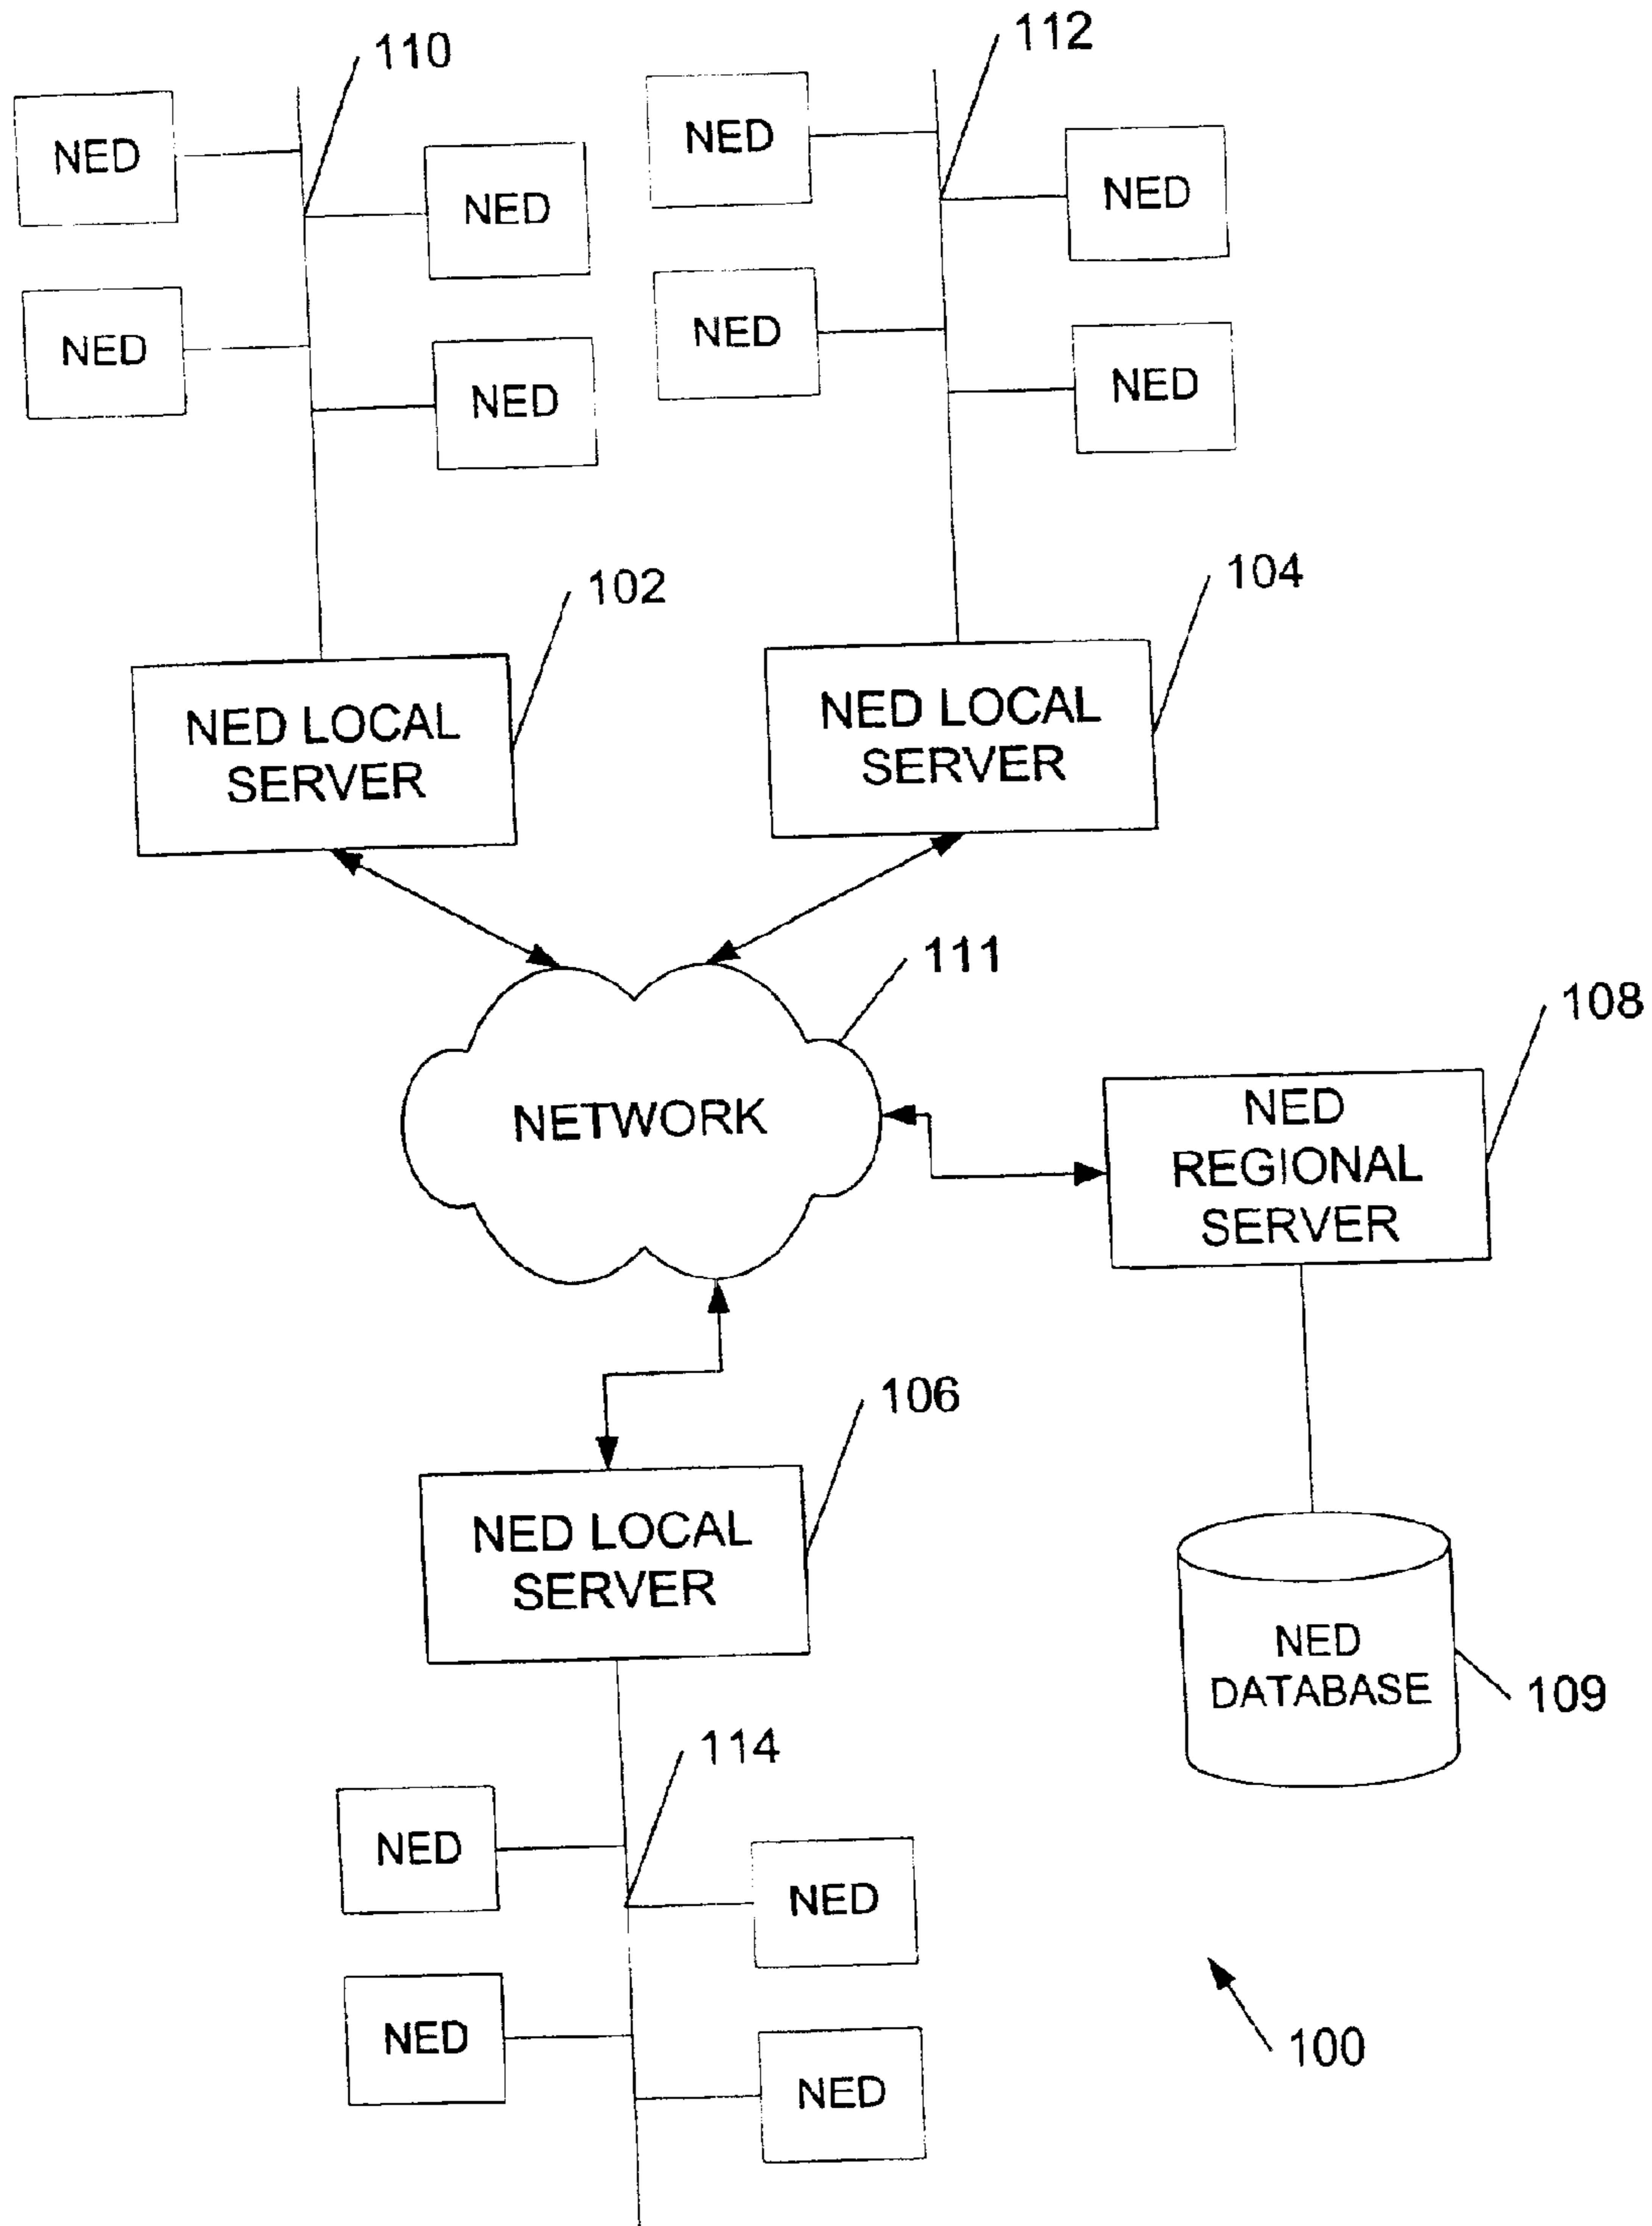 110
112
NED
NED
NED
NED
NED
NED
NED
NED
102
104
NED LOCAL
SERVER
NED LOCAL
SERVER
111
108
NETWORK
NED
REGIONAL
SERVER
106
NED LOCAL
SERVER
NED
DATABASE
109
114
NED
NED
NED
NED
100